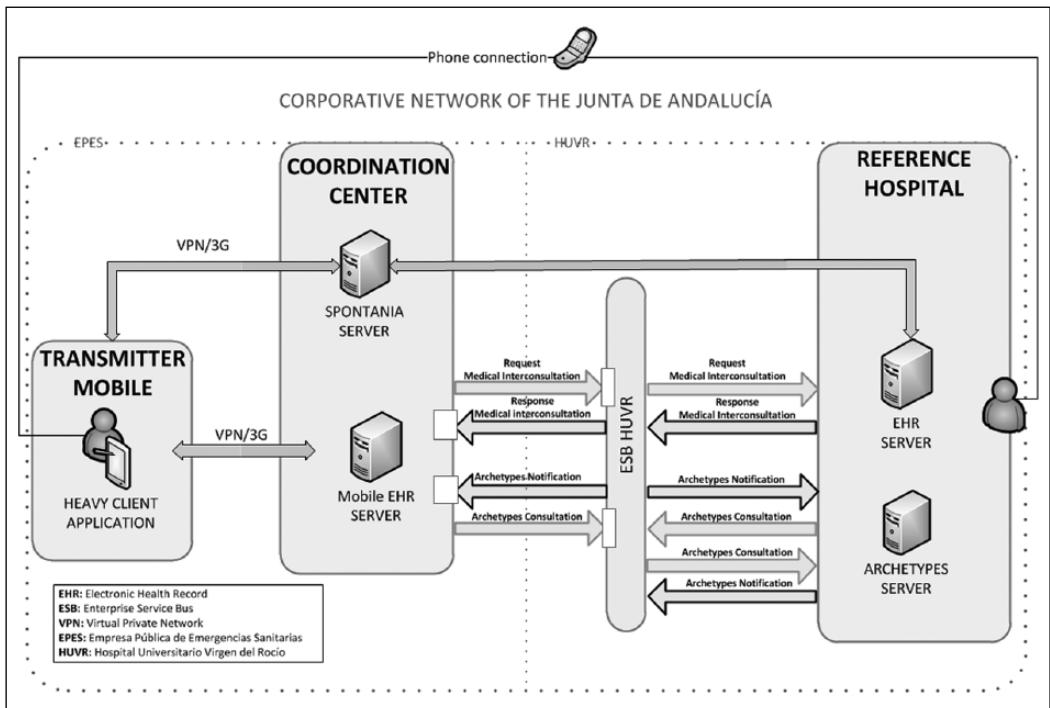 Phone connection
CORPORATIVE NETWORK OF THE JUNTA DE ANDALUCÍA
EPES
HUVR
COORDINATION
CENTER
REFERENCE
HOSPITAL
VPN/3G
SPONTANIA
SERVER
TRANSMITTER
MOBILE
HEAVY CLIENT
APPLICATION
VPN/3G
Mobile EHR
SERVER
Request
Medical Interconsultation
Response
Medical interconsultation
Archetypes Notification
Archetypes Consultation
ESB HUVR
Request
Medical Interconsultation
Response
Medical Interconsultation
Archetypes Notification
Archetypes Consultation
Archetypes Consultation
Archetypes Notification
EHR
SERVER
ARCHETYPES
SERVER
EHR: Electronic Health Record
ESB: Enterprise Service Bus
VPN: Virtual Private Network
EPES: Empresa Pública de Emergencias Sanitarias
HUVR: Hospital Universitario Virgen del Rocío